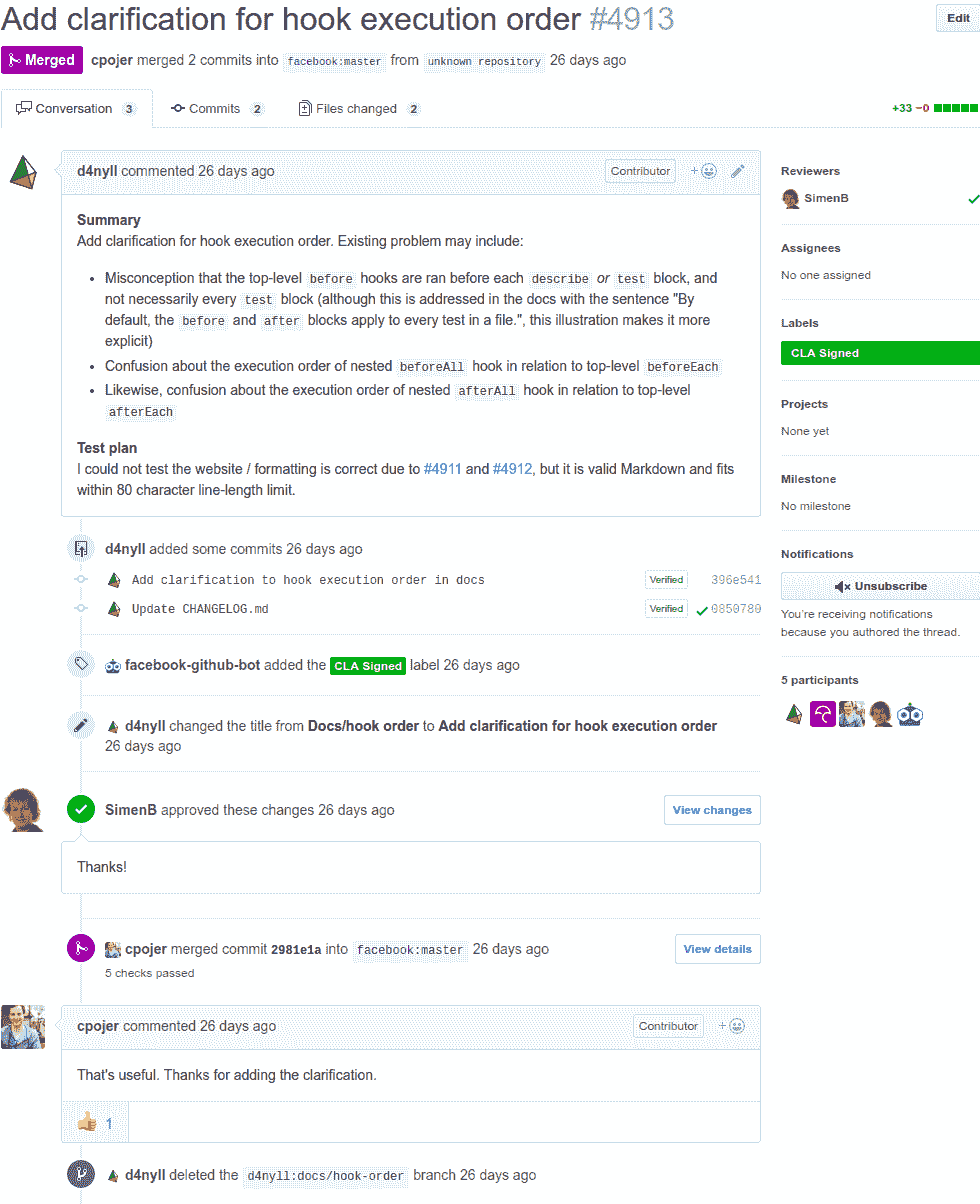 Add clarification for hook execution order #4913
Edit
Merged cpojer merged 2 commits into facebook:master from unknown repository 26 days ago
Conversation 3 Commits 2 Files changed 2
+33 −0
d4nyll commented 26 days ago
Contributor
Summary
Add clarification for hook execution order. Existing problem may include:
• Misconception that the top-level before hooks are ran before each describe or test block, and
not necessarily every test block (although this is addressed in the docs with the sentence "By
default, the before and after blocks apply to every test in a file.", this illustration makes it more
explicit)
• Confusion about the execution order of nested beforeAll hook in relation to top-level beforeEach
• Likewise, confusion about the execution order of nested afterAll hook in relation to top-level
afterEach
Test plan
I could not test the website / formatting is correct due to #4911 and #4912, but it is valid Markdown and fits
within 80 character line-length limit.
d4nyll added some commits 26 days ago
Add clarification to hook execution order in docs Verified 396e541
Update CHANGELOG.md Verified 0850780
facebook-github-bot added the CLA Signed label 26 days ago
d4nyll changed the title from Docs/hook order to Add clarification for hook execution order
26 days ago
SimenB approved these changes 26 days ago
View changes
Thanks!
cpojer merged commit 2981e1a into facebook:master 26 days ago
View details
5 checks passed
cpojer commented 26 days ago
Contributor
That's useful. Thanks for adding the clarification.
1
d4nyll deleted the d4nyll:docs/hook-order branch 26 days ago
Reviewers
SimenB
Assignees
No one assigned
Labels
CLA Signed
Projects
None yet
Milestone
No milestone
Notifications
Unsubscribe
You're receiving notifications
because you authored the thread.
5 participants